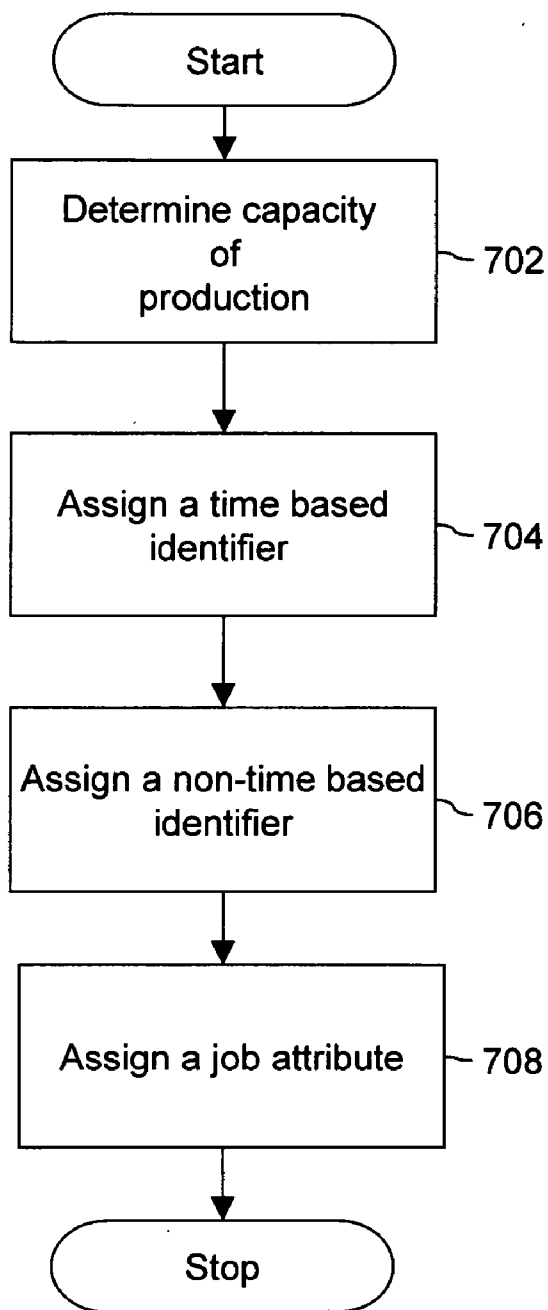 Start
Determine capacity
of
production
702
Assign a time based
identifier
704
Assign a non-time based
identifier
706
Assign a job attribute
708
Stop